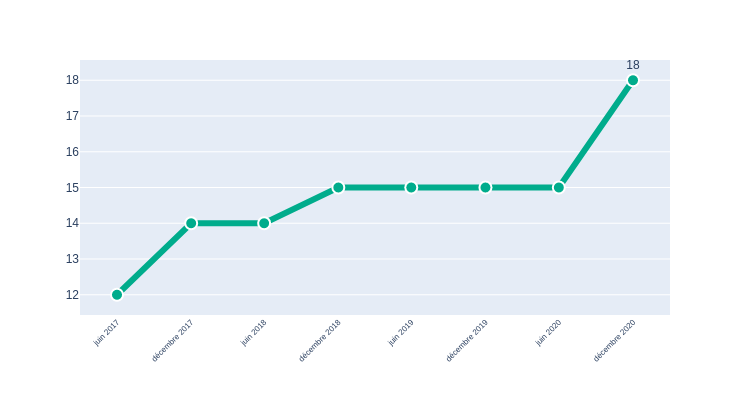 18
18
17
16
15
14
13
12
juin 2017
décembre 2017
juin 2018
décembre 2018
juin 2019
décembre 2019
juin 2020
décembre 2020